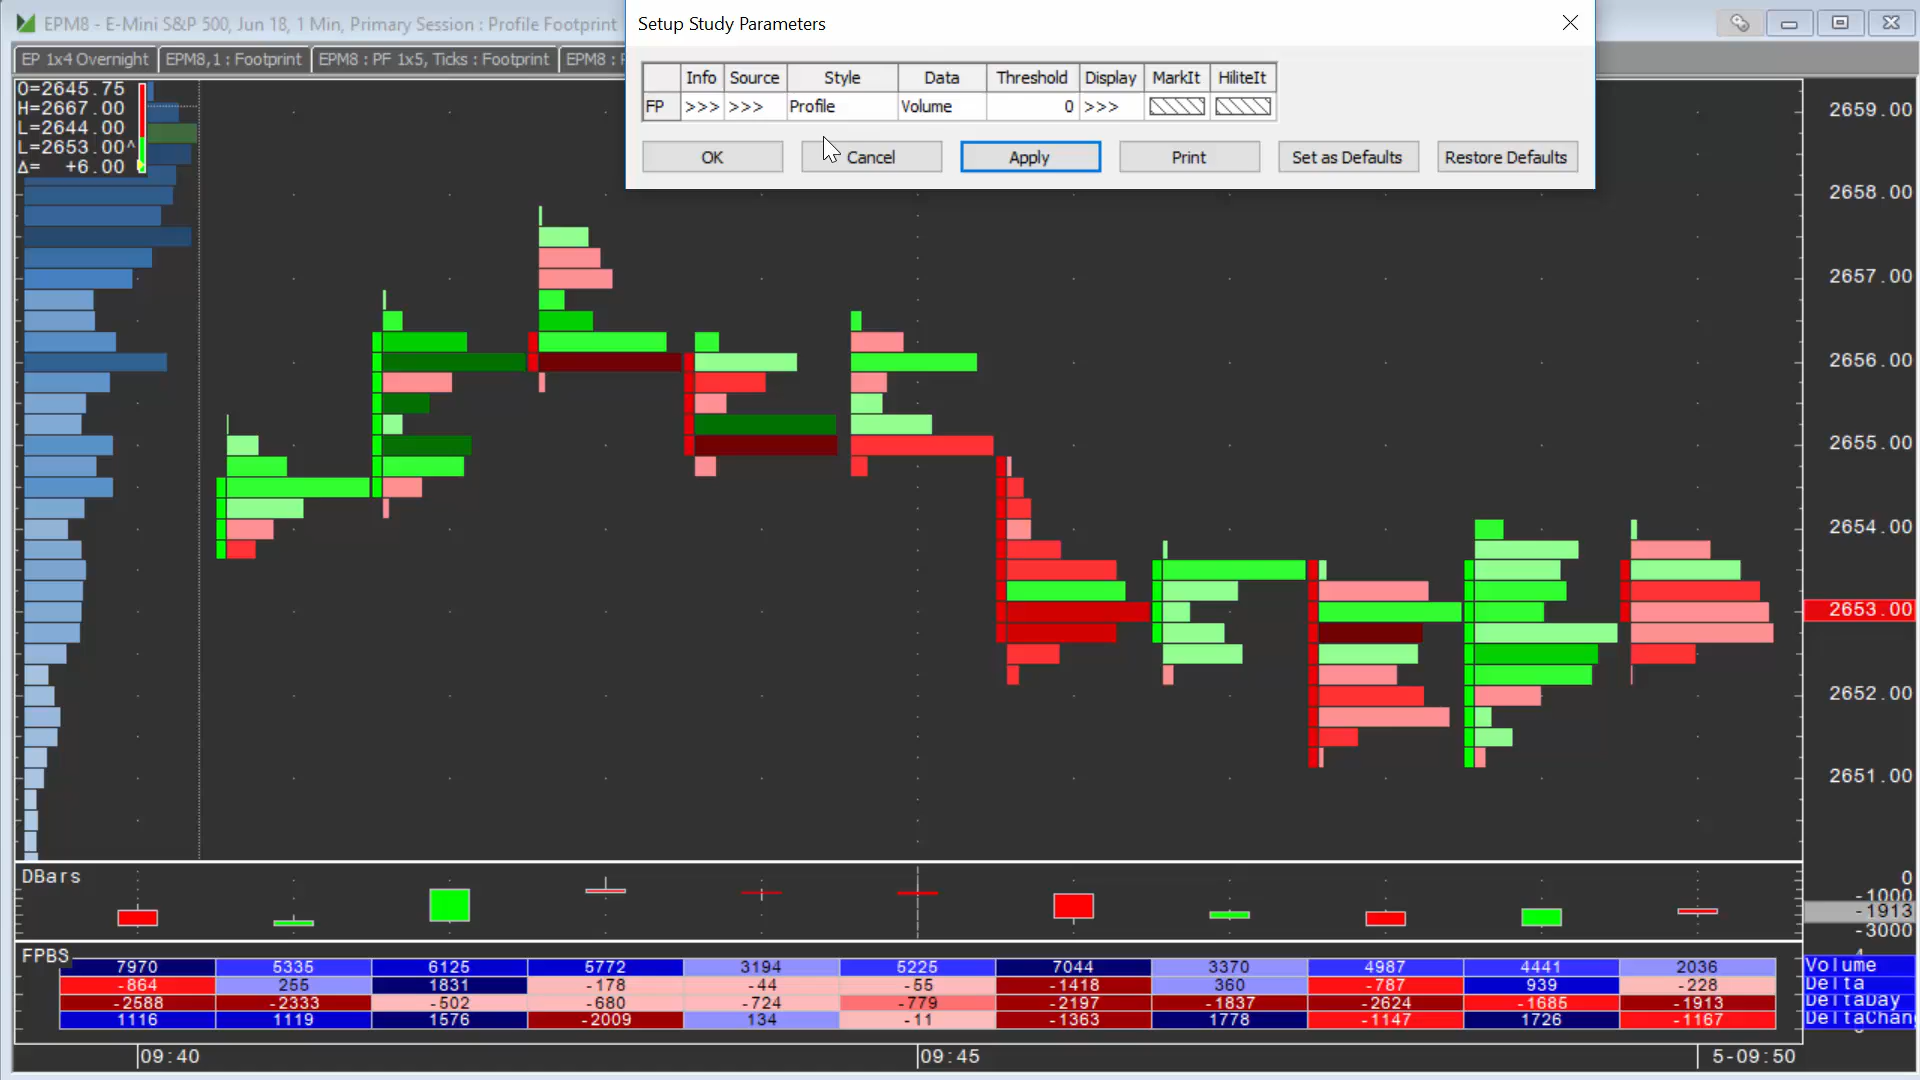 EPM8 - E-Mini S&P 500, Jun 18, 1 Min, Primary Session : Profile Footprint
Setup Study Parameters
EP 1x4 Overnight EPM8,1 : Footprint EPM8 : PF 1x5, Ticks : Footprint EPM8 :
Info Source Style Data Threshold Display MarkIt HiliteIt
FP >>> >>> Profile Volume 0 >>>
OK Cancel Apply Print Set as Defaults Restore Defaults
O=2645.75
H=2667.00
L=2644.00
L=2653.00^
Δ= +6.00
2659.00
2658.00
2657.00
2656.00
2655.00
2654.00
2653.00
2652.00
2651.00
DBars
0
-1000
-1913
-3000
FPBS
7970 5335 6125 5772 3194 5225 7044 3370 4987 4441 2036 Volume
-864 255 1831 -178 -44 -55 -1418 360 -787 939 -228 Delta
-2588 -2333 -502 -680 -724 -779 -2197 -1837 -2624 -1685 -1913 DeltaDay
1116 1119 1576 -2009 134 -11 -1363 1778 -1147 1726 -1167 DeltaChan
09:40 09:45 5-09:50